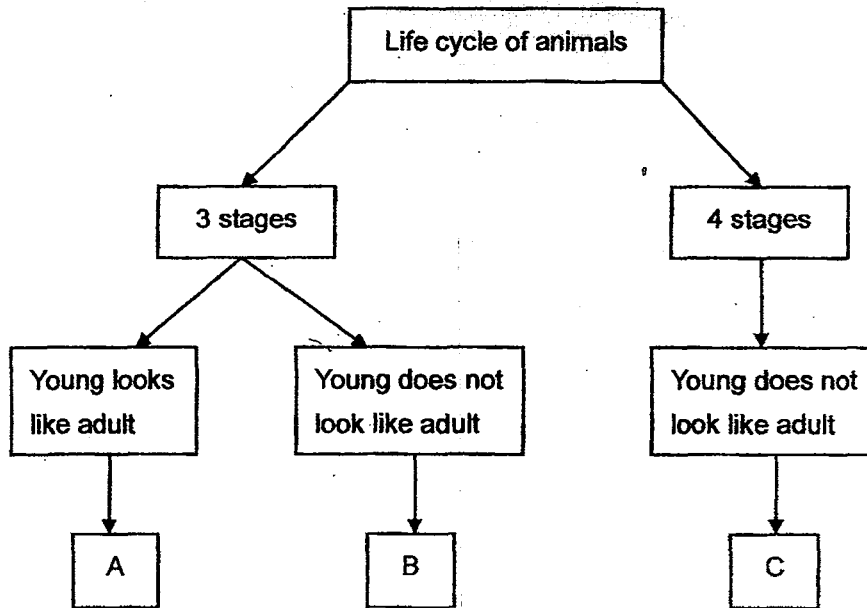 Life cycle of animals
3 stages
4 stages
Young looks
like adult
Young does not
look like adult
Young does not
look like adult
A
B
C